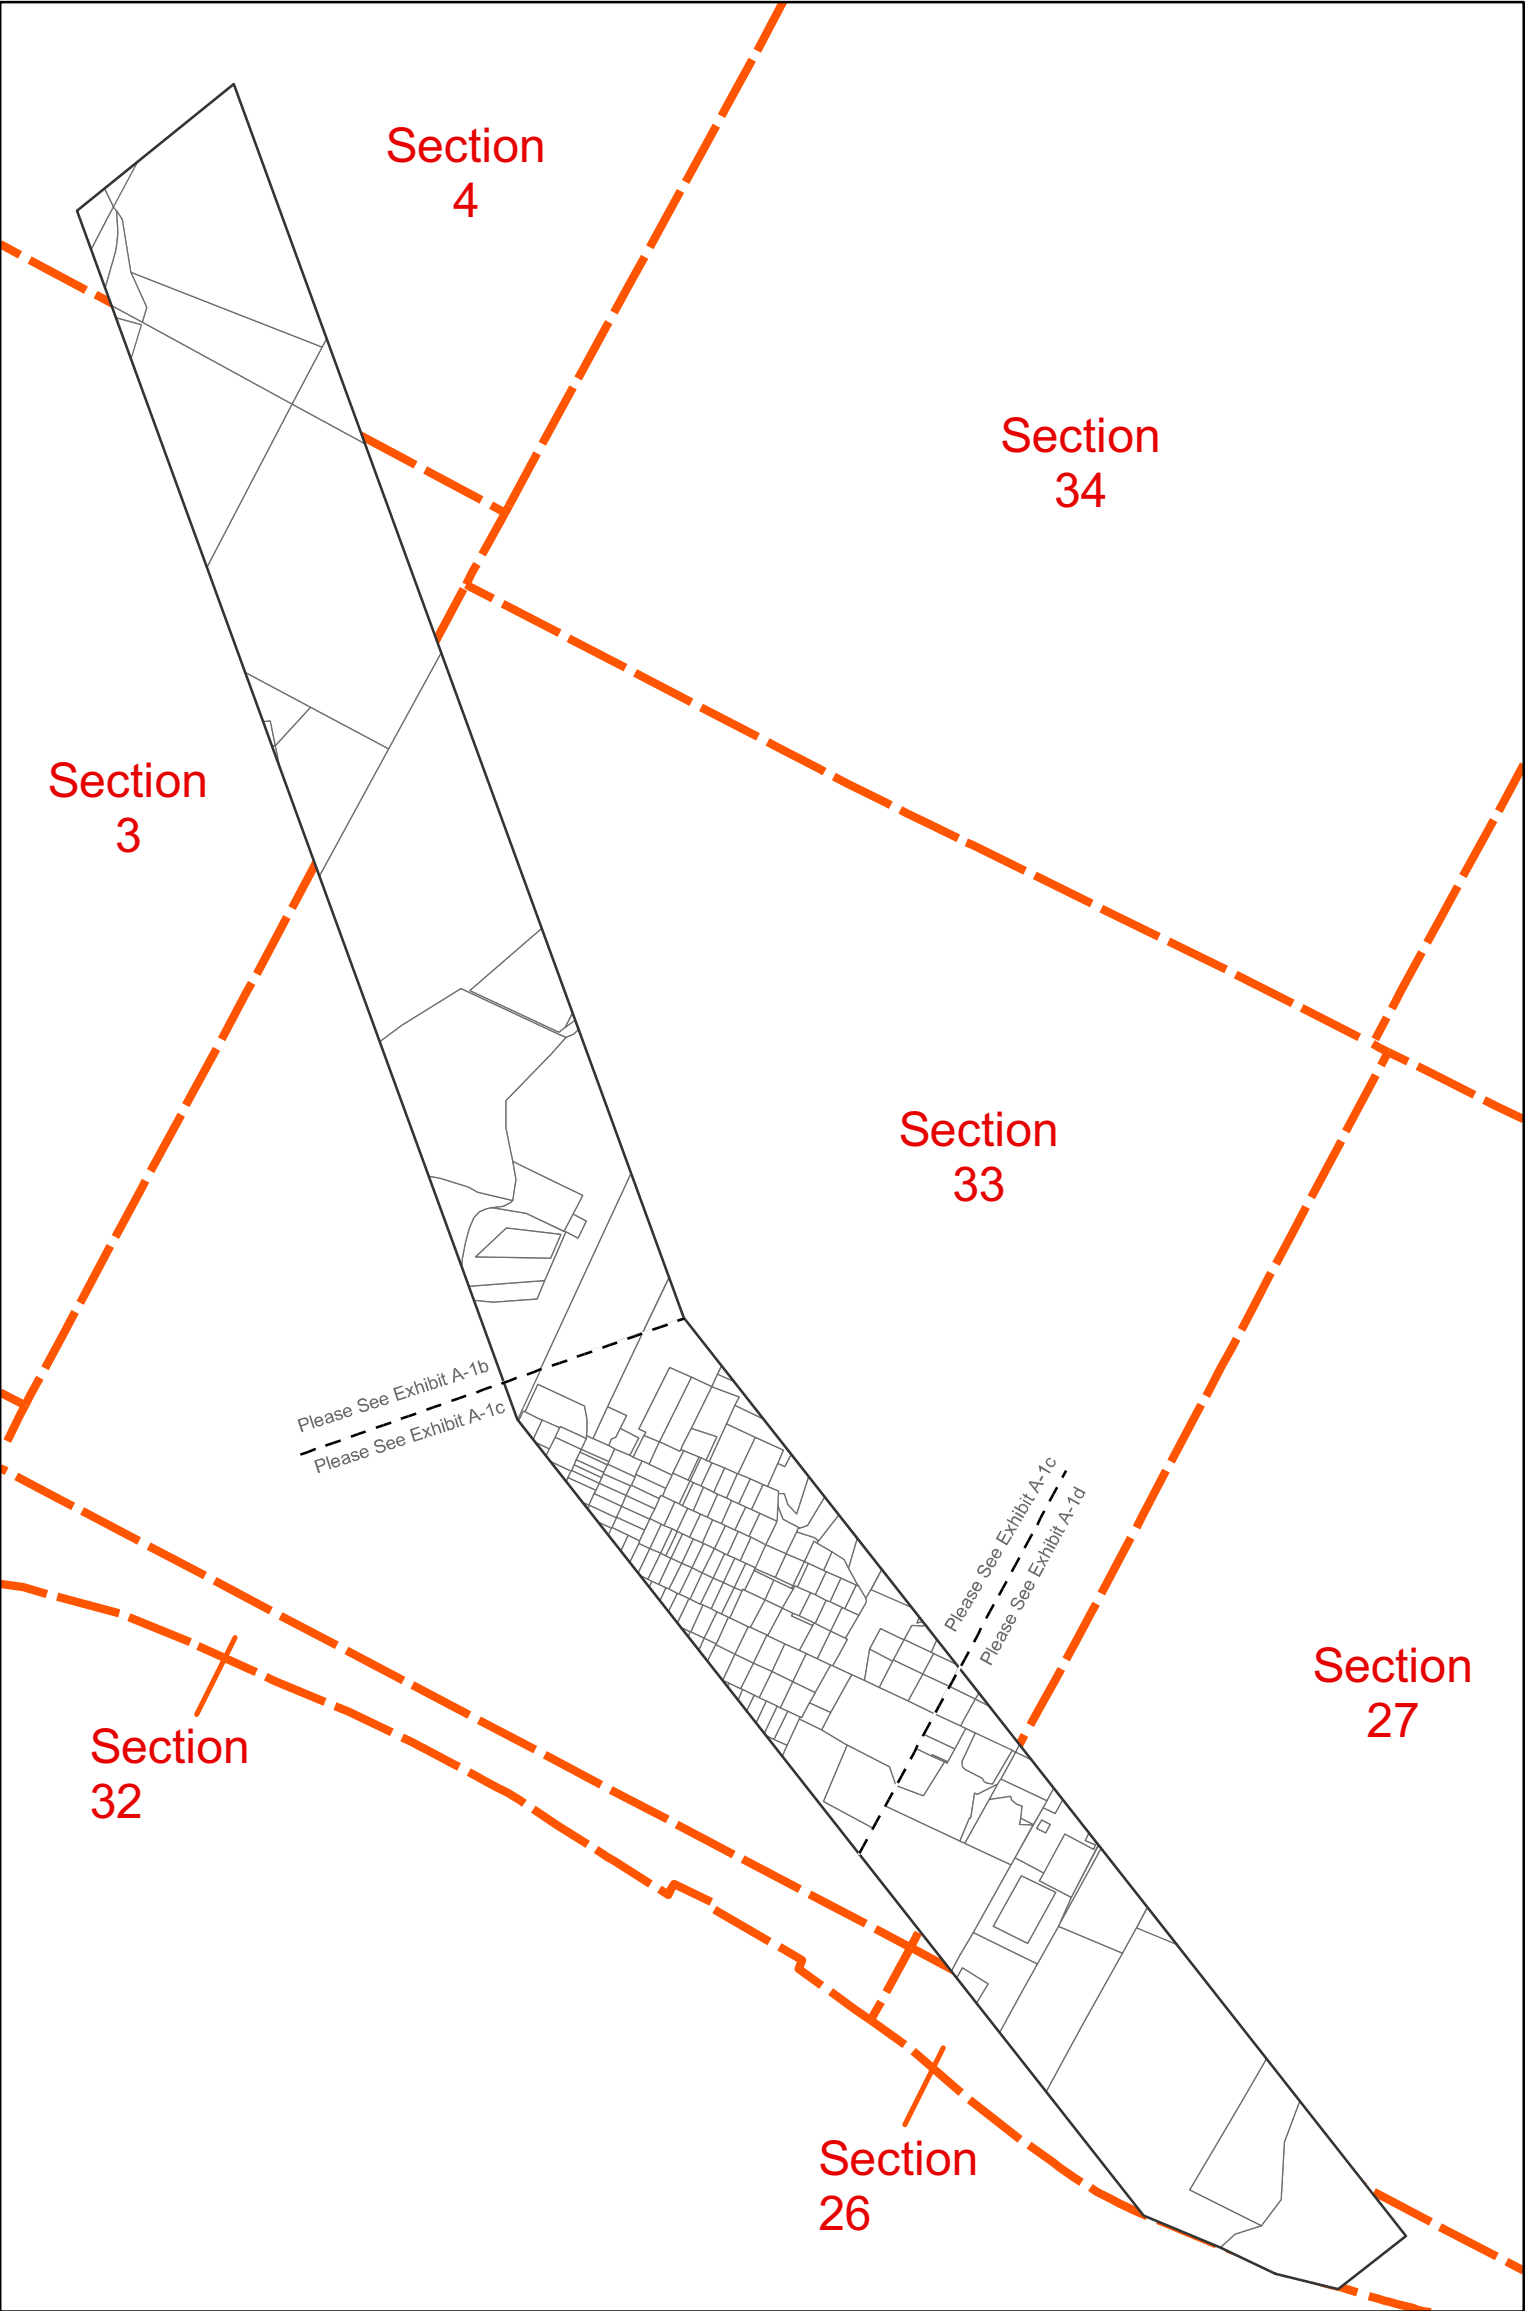 Section
4
Section
34
Section
3
Section
33
Please See Exhibit A-1b
Please See Exhibit A-1c
Please See Exhibit A-1c
Please See Exhibit A-1d
Section
27
Section
32
Section
26